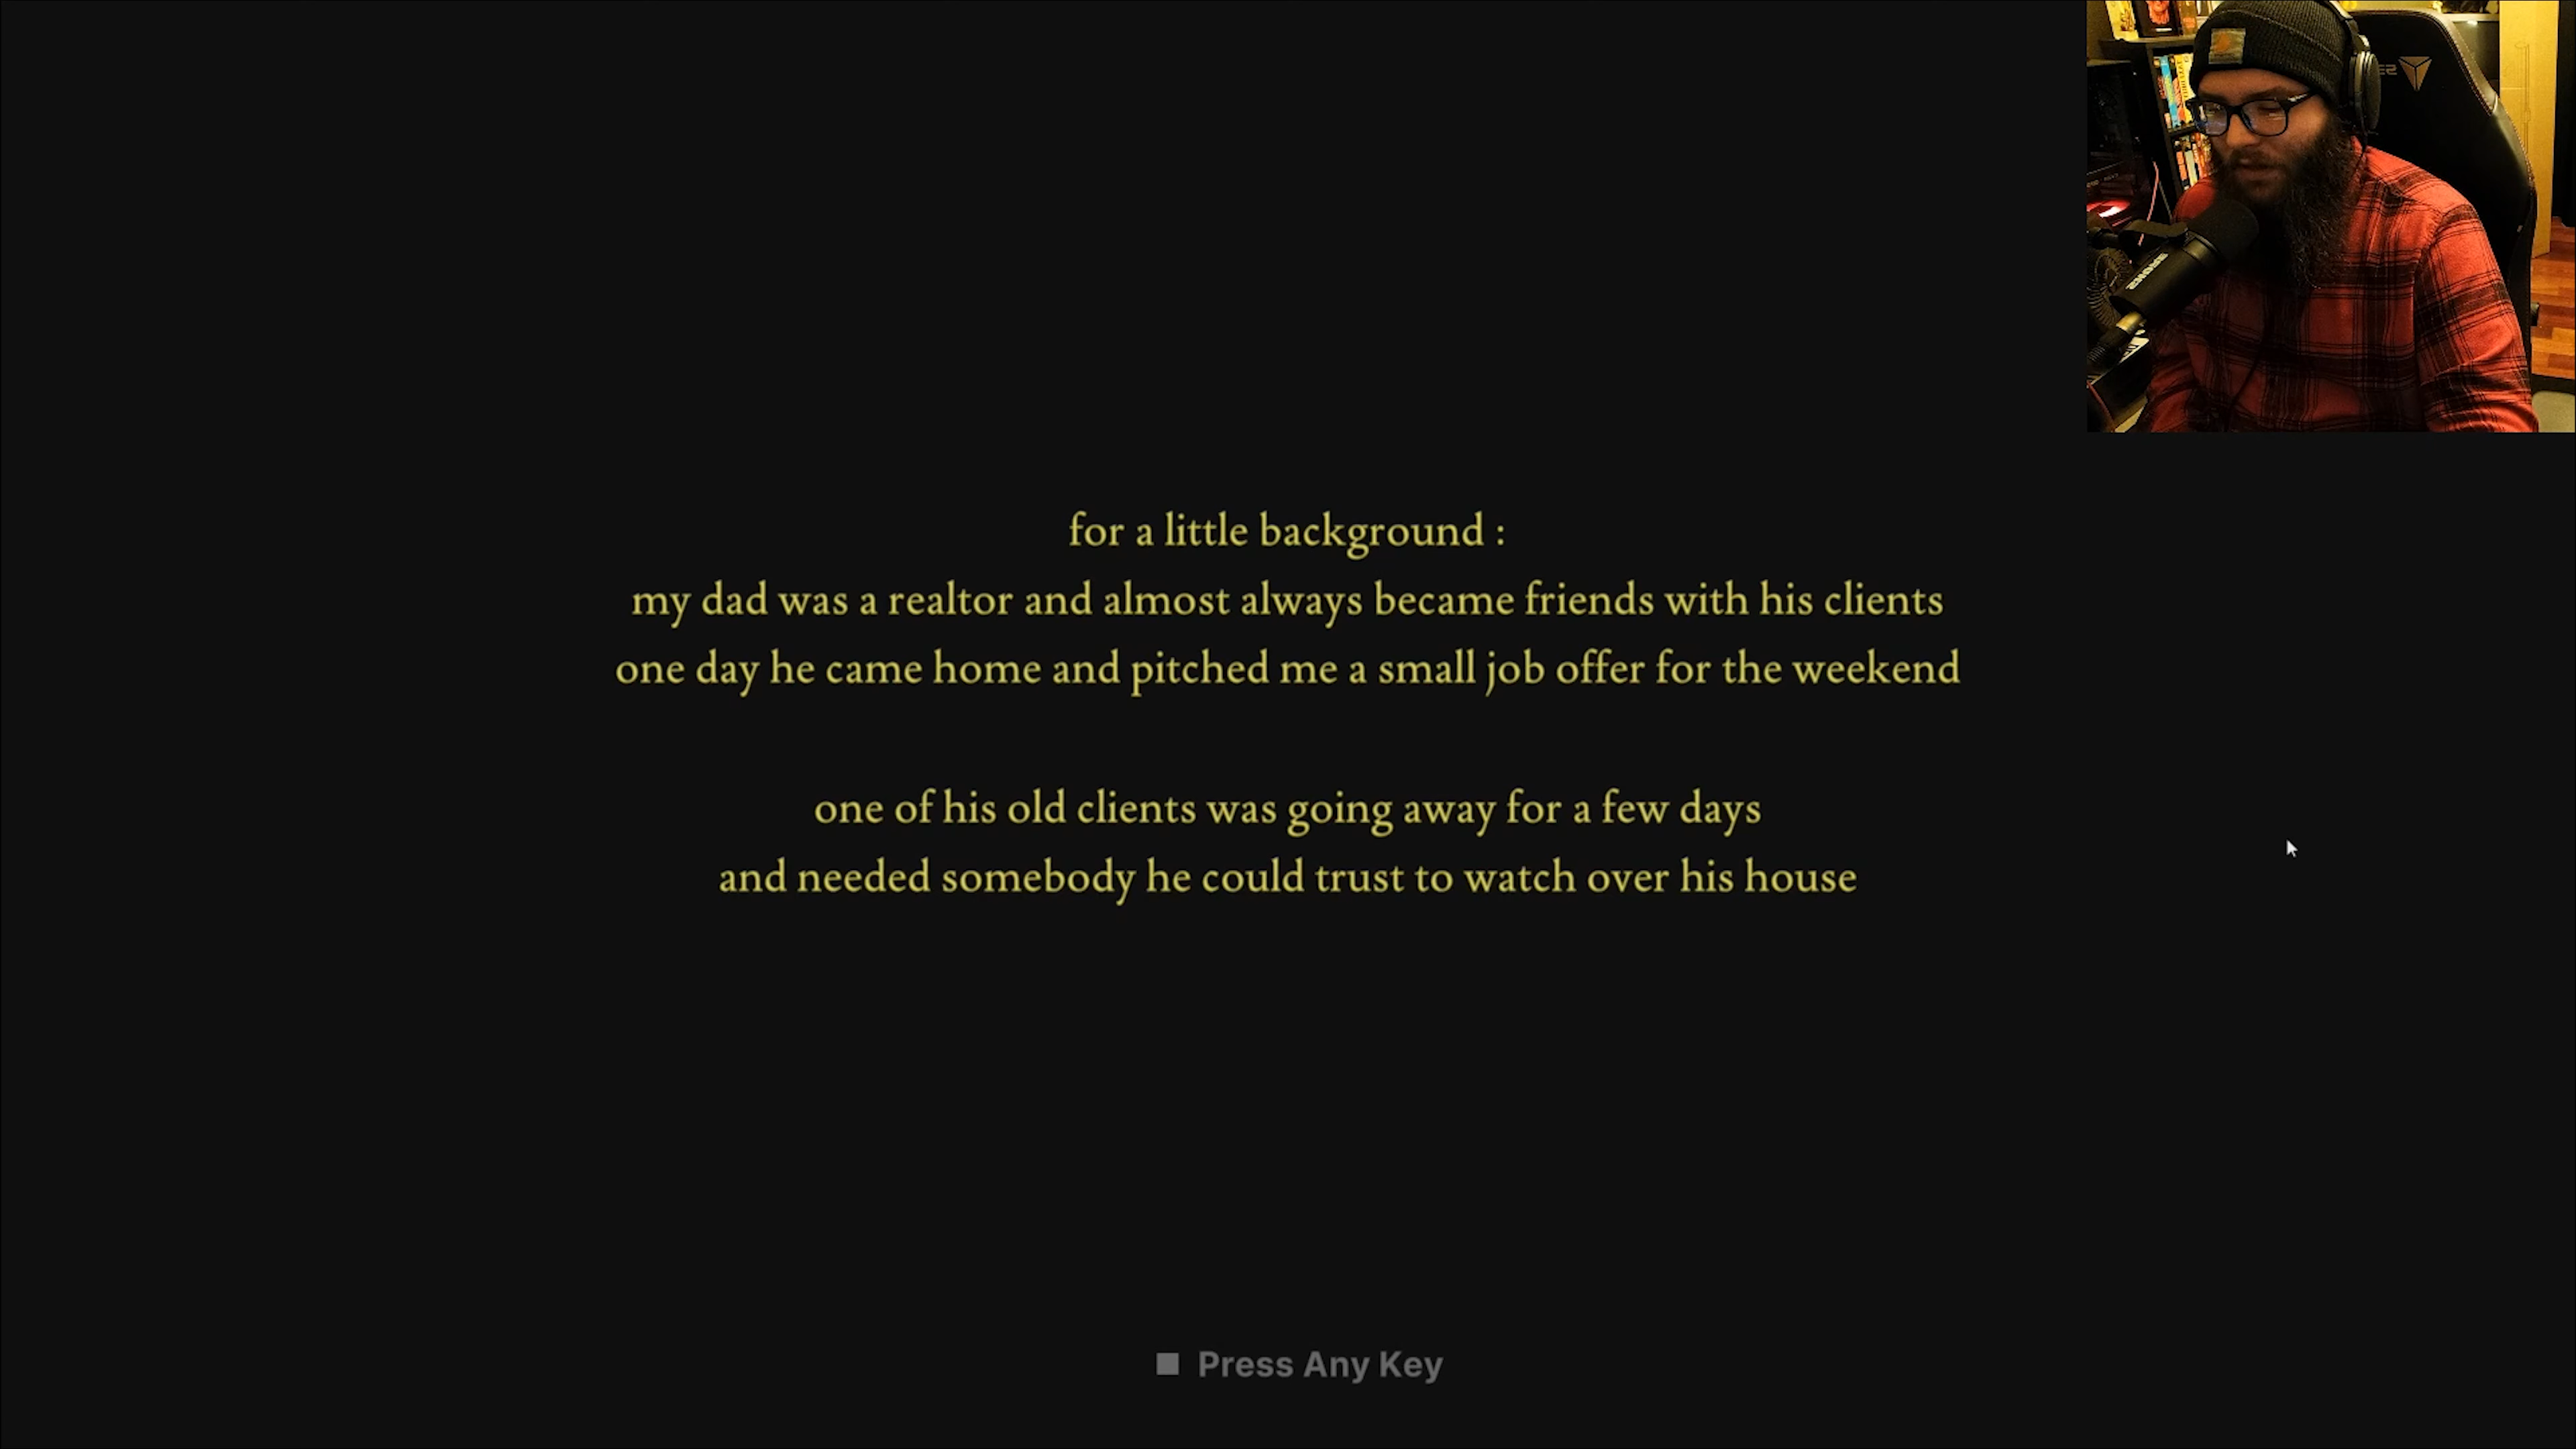 for a little background :
my dad was a realtor and almost always became friends with his clients
one day he came home and pitched me a small job offer for the weekend
one of his old clients was going away for a few days
and needed somebody he could trust to watch over his house
Press Any Key